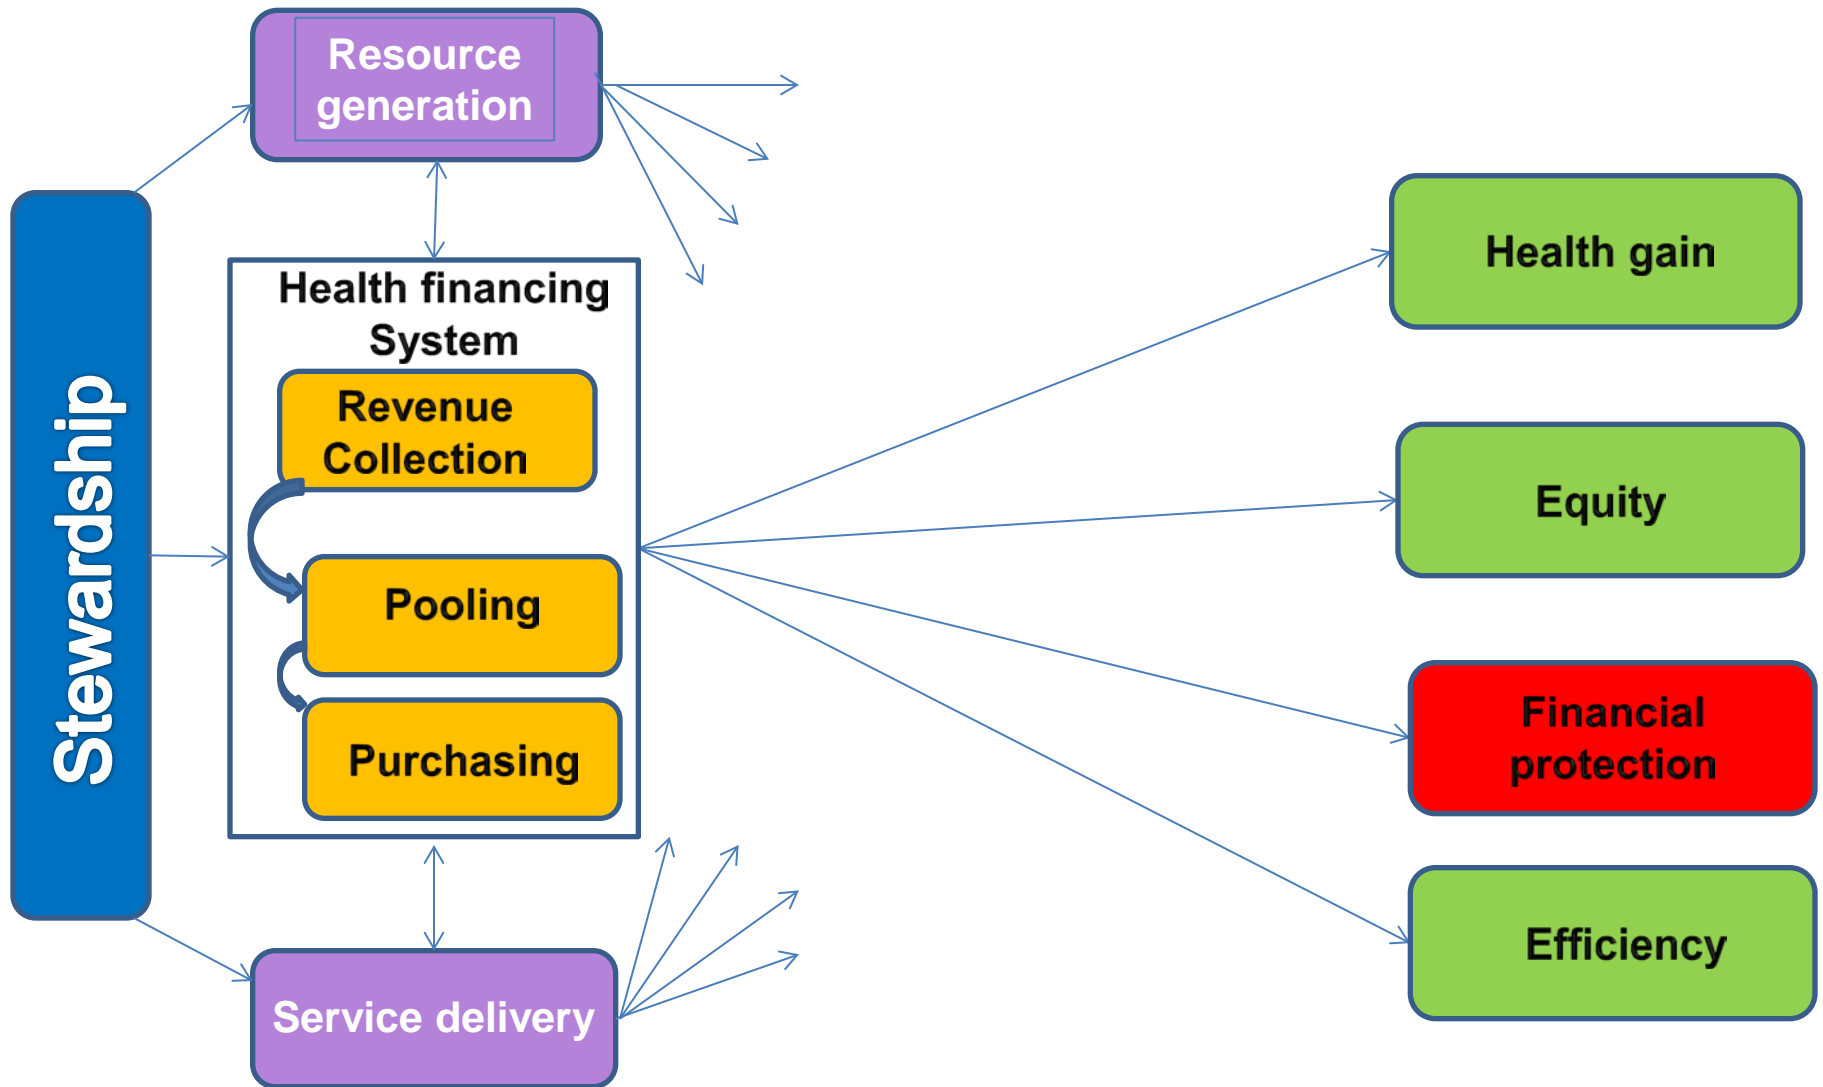 Resource
generation
Stewardship
Health financing
System
Revenue
Collection
Pooling
Purchasing
Service delivery
Health gain
Equity
Financial
protection
Efficiency